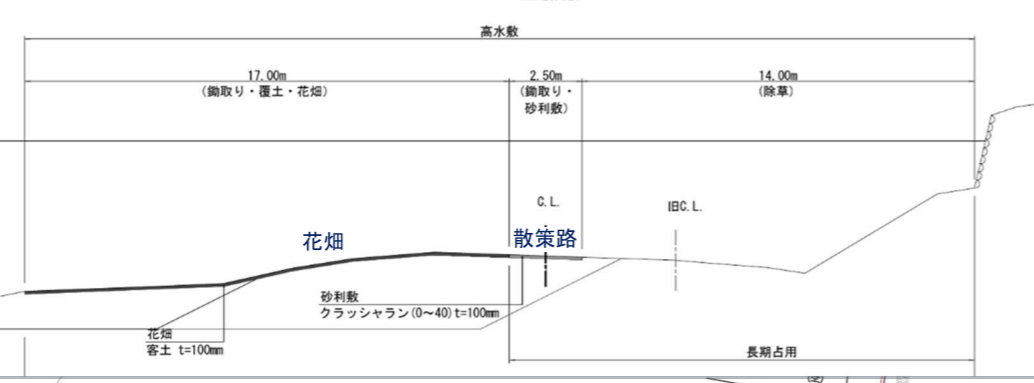 高水敷
17.00m
(鋤取り・覆土・花畑)
2.50m
(鋤取り・
砂利敷)
14.00m
(除草)
C.L.
旧C.L.
花畑
散策路
砂利敷
クラッシャラン(0～40)t=100mm
花畑
客土 t=100mm
長期占用